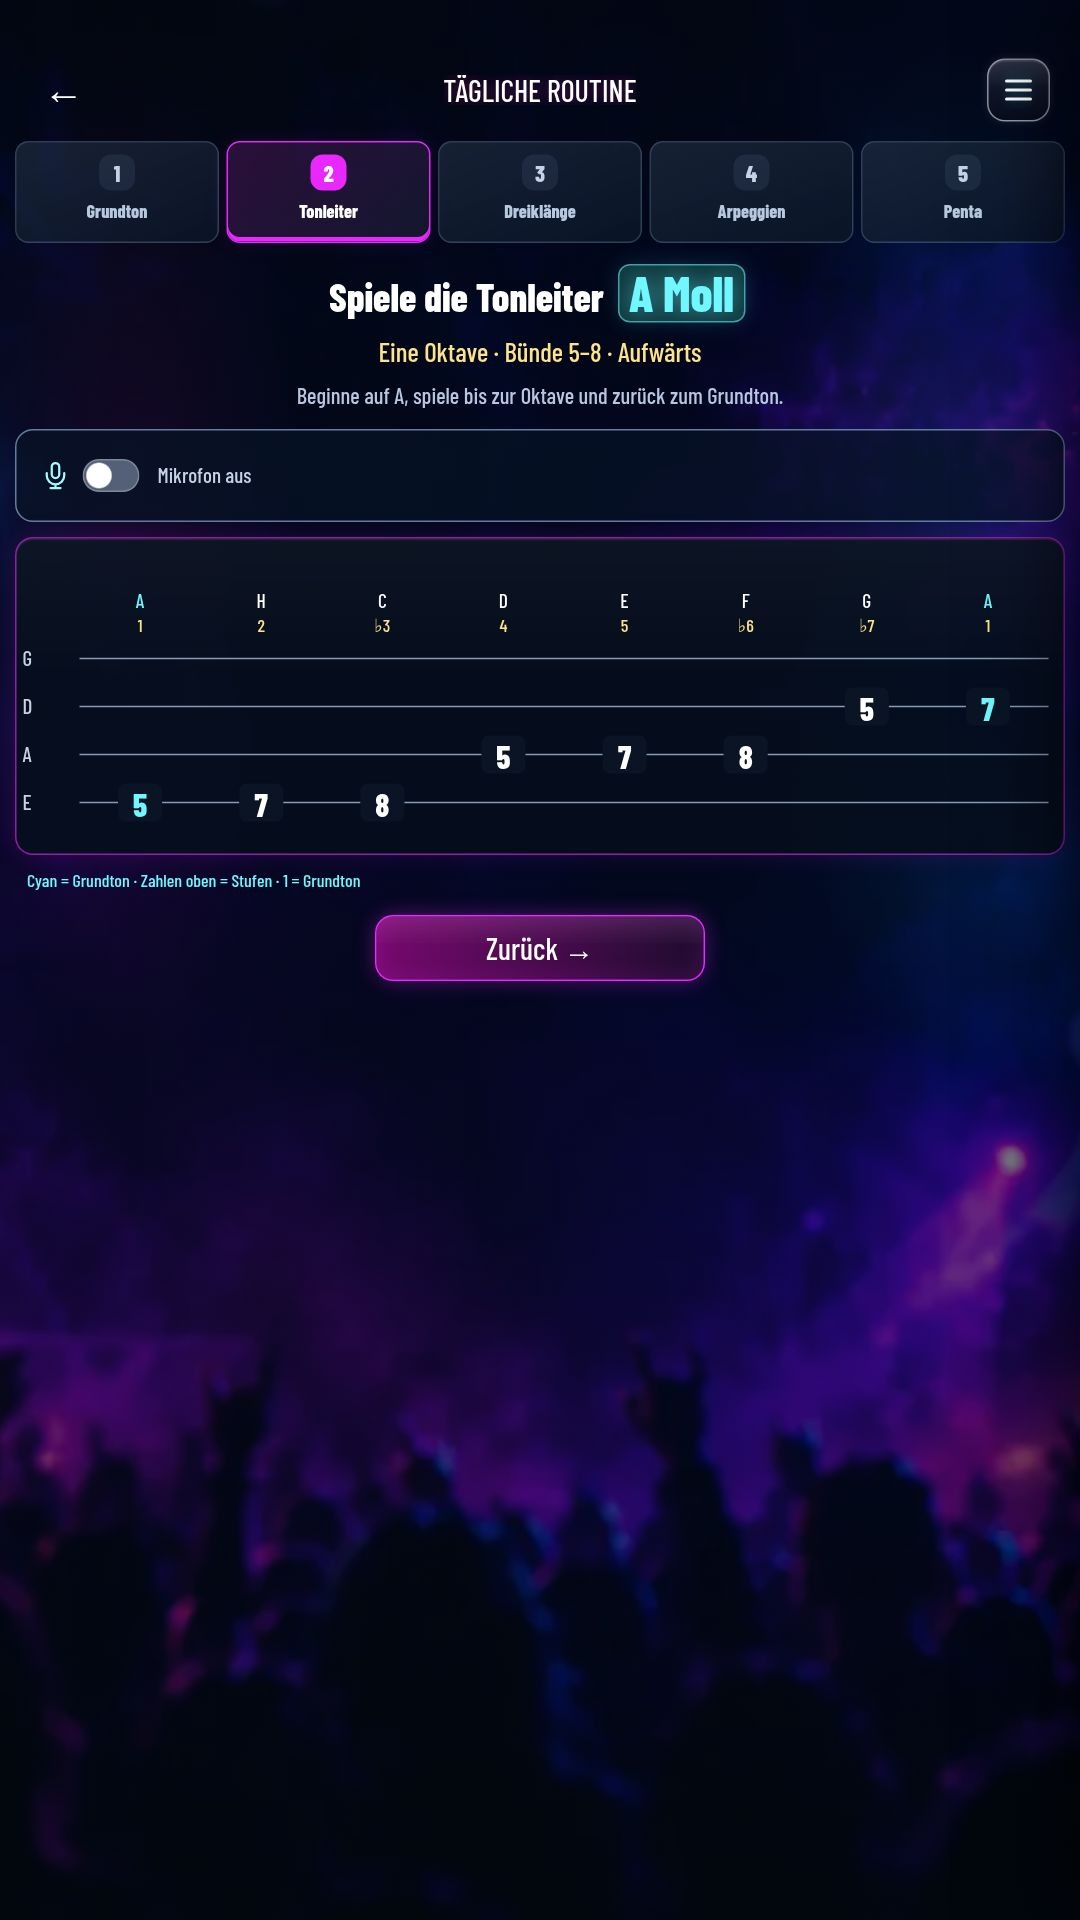 ←
TÄGLICHE ROUTINE
1
Grundton
2
Tonleiter
3
Dreiklänge
4
Arpeggien
5
Penta
Spiele die Tonleiter A Moll
Eine Oktave · Bünde 5–8 · Aufwärts
Beginne auf A, spiele bis zur Oktave und zurück zum Grundton.
Mikrofon aus
A H C D E F G A
1 2 ♭3 4 5 ♭6 ♭7 1
G
D 5 7
A 5 7 8
E 5 7 8
Cyan = Grundton · Zahlen oben = Stufen · 1 = Grundton
Zurück →